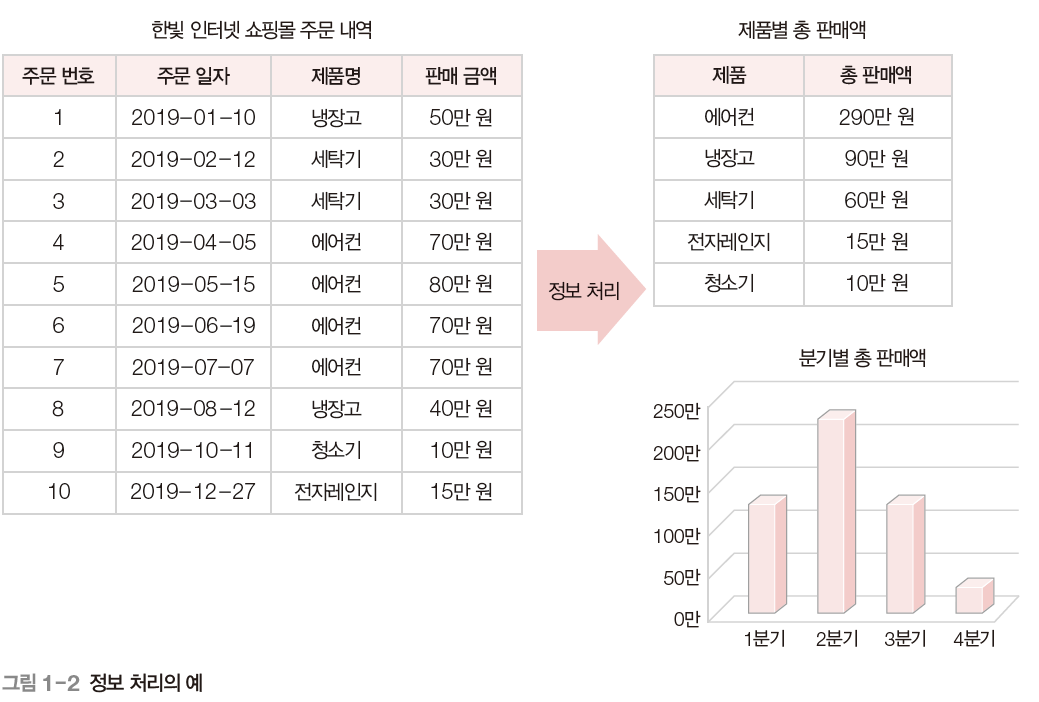 한빛 인터넷 쇼핑몰 주문 내역
주문 번호 주문 일자 제품명 판매 금액
1 2019-01-10 냉장고 50만 원
2 2019-02-12 세탁기 30만 원
3 2019-03-03 세탁기 30만 원
4 2019-04-05 에어컨 70만 원
5 2019-05-15 에어컨 80만 원
6 2019-06-19 에어컨 70만 원
7 2019-07-07 에어컨 70만 원
8 2019-08-12 냉장고 40만 원
9 2019-10-11 청소기 10만 원
10 2019-12-27 전자레인지 15만 원
정보 처리
제품별 총 판매액
제품 총 판매액
에어컨 290만 원
냉장고 90만 원
세탁기 60만 원
전자레인지 15만 원
청소기 10만 원
분기별 총 판매액
250만
200만
150만
100만
50만
0만
1분기 2분기 3분기 4분기
그림 1-2 정보 처리의 예